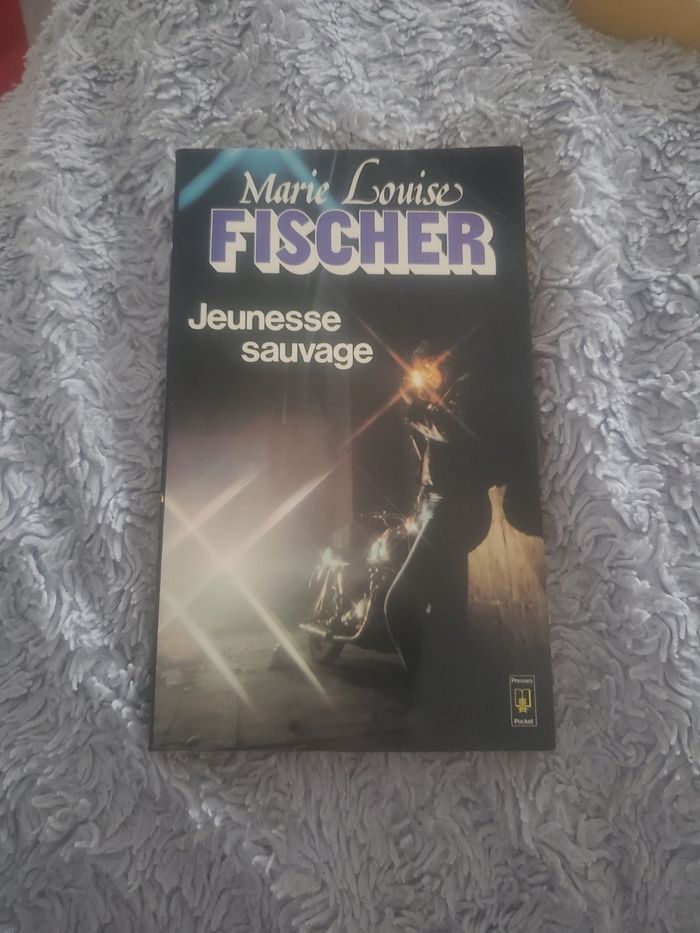 Marie Louise
FISCHER
Jeunesse
sauvage
Presses
Pocket